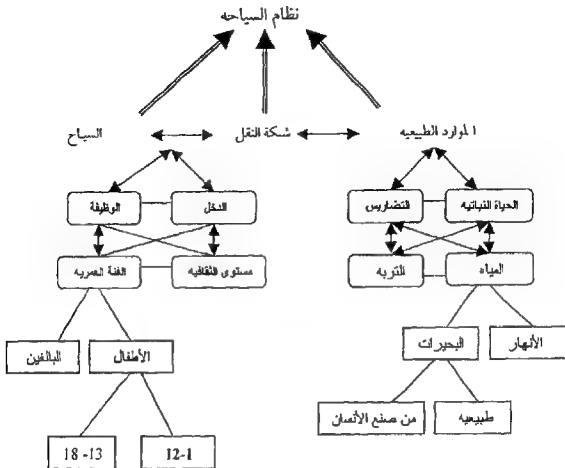 نظام السياحه
الموارد الطبيعيه
شبكة النقل
السياح
الحياة النباتيه
التضاريس
الدخل
الوظيفة
المياه
التربه
مستوى الثقافيه
الفئة العمريه
الأنهار
البحيرات
الأطفال
البالغين
طبيعيه
من صنع الأنسان
12-1
18 -13